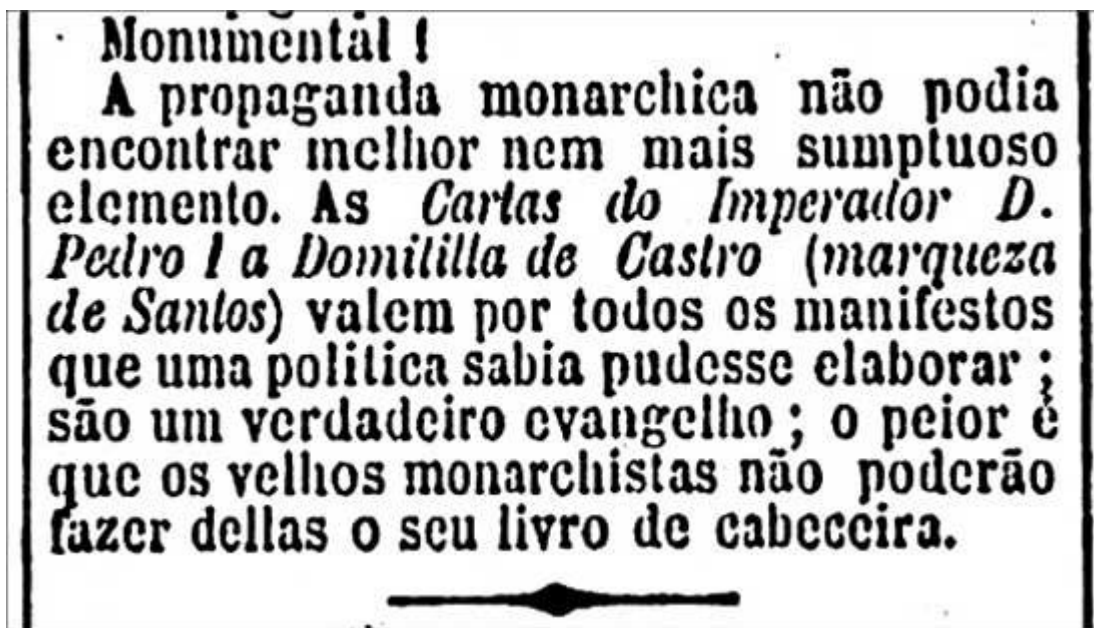 Monumental !
A propaganda monarchica não podia
encontrar melhor nem mais sumptuoso
elemento. As Cartas do Imperador D.
Pedro I a Domitilla de Castro (marqueza
de Santos) valem por todos os manifestos
que uma politica sabia pudesse elaborar ;
são um verdadeiro evangelho ; o peior é
que os velhos monarchistas não poderão
fazer dellas o seu livro de cabeceira.